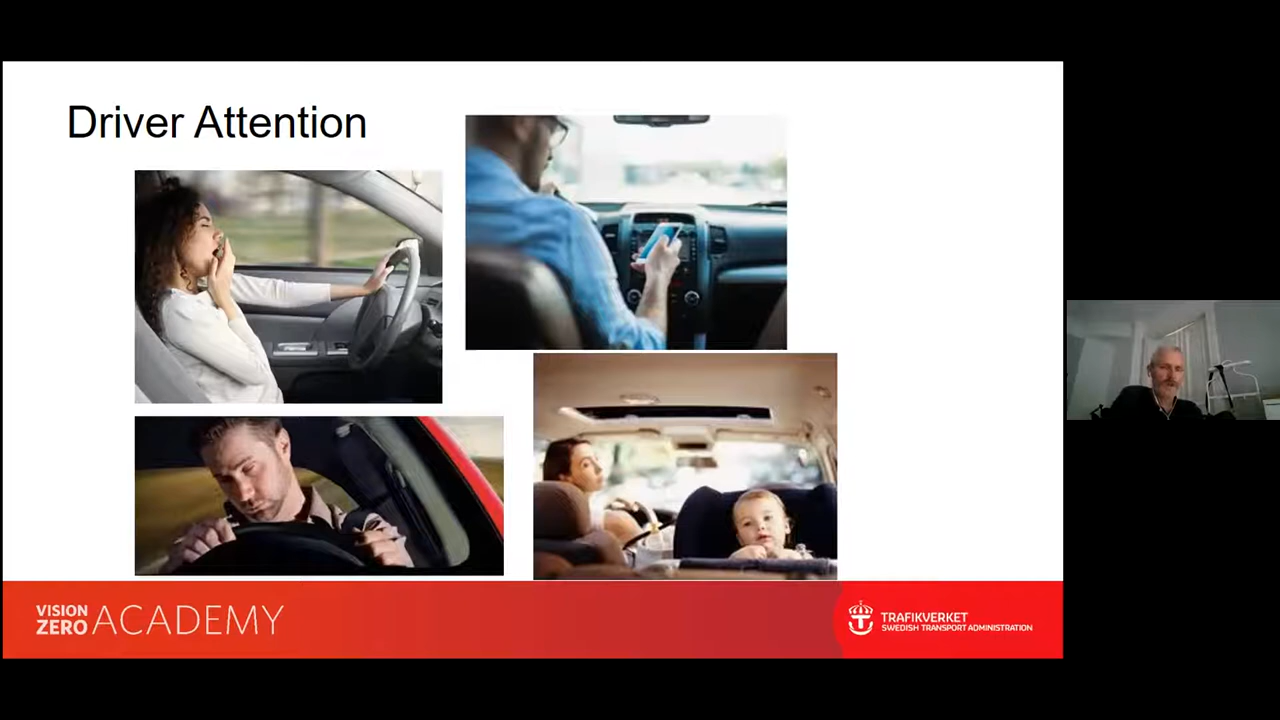 Driver Attention
VISION
ZERO ACADEMY
TRAFIKVERKET
SWEDISH TRANSPORT ADMINISTRATION